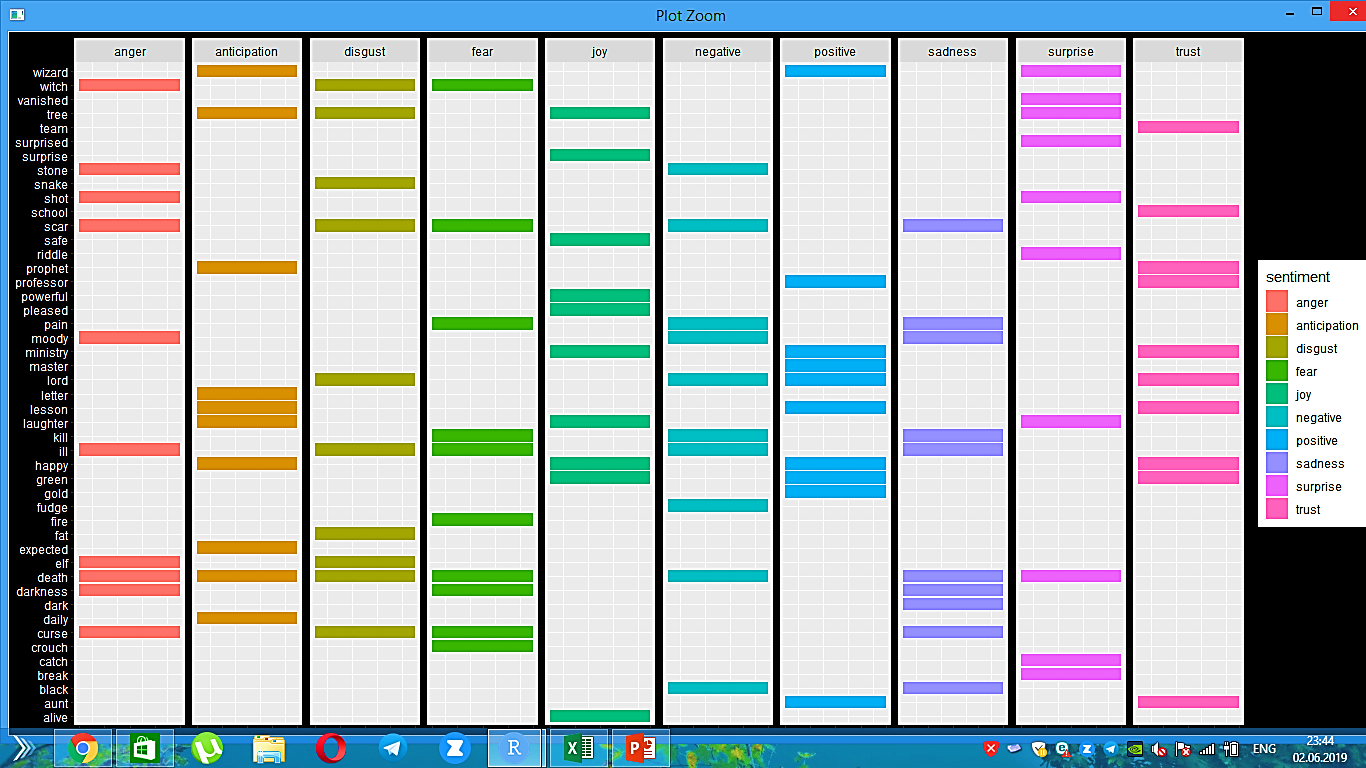 Plot Zoom
anger anticipation disgust fear joy negative positive sadness surprise trust
wizard
witch
vanished
tree
team
surprised
surprise
stone
snake
shot
school
scar
safe
riddle
prophet
professor
powerful
pleased
pain
moody
ministry
master
lord
letter
lesson
laughter
kill
ill
happy
green
gold
fudge
fire
fat
expected
elf
death
darkness
dark
daily
curse
crouch
catch
break
black
aunt
alive
sentiment
anger
anticipation
disgust
fear
joy
negative
positive
sadness
surprise
trust
ENG
23:44
02.06.2019